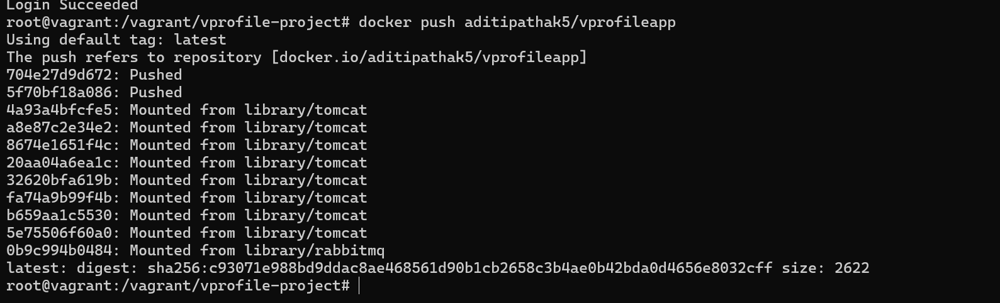 Login Succeeded
root@vagrant:/vagrant/vprofile-project# docker push aditipathak5/vprofileapp
Using default tag: latest
The push refers to repository [docker.io/aditipathak5/vprofileapp]
704e27d9d672: Pushed
5f70bf18a086: Pushed
4a93a4bfcfe5: Mounted from library/tomcat
a8e87c2e34e2: Mounted from library/tomcat
8674e1651f4c: Mounted from library/tomcat
20aa04a6ea1c: Mounted from library/tomcat
32620bfa619b: Mounted from library/tomcat
fa74a9b99f4b: Mounted from library/tomcat
b659aa1c5530: Mounted from library/tomcat
5e75506f60a0: Mounted from library/tomcat
0b9c994b0484: Mounted from library/rabbitmq
latest: digest: sha256:c93071e988bd9ddac8ae468561d90b1cb2658c3b4ae0b42bda0d4656e8032cff size: 2622
root@vagrant:/vagrant/vprofile-project#